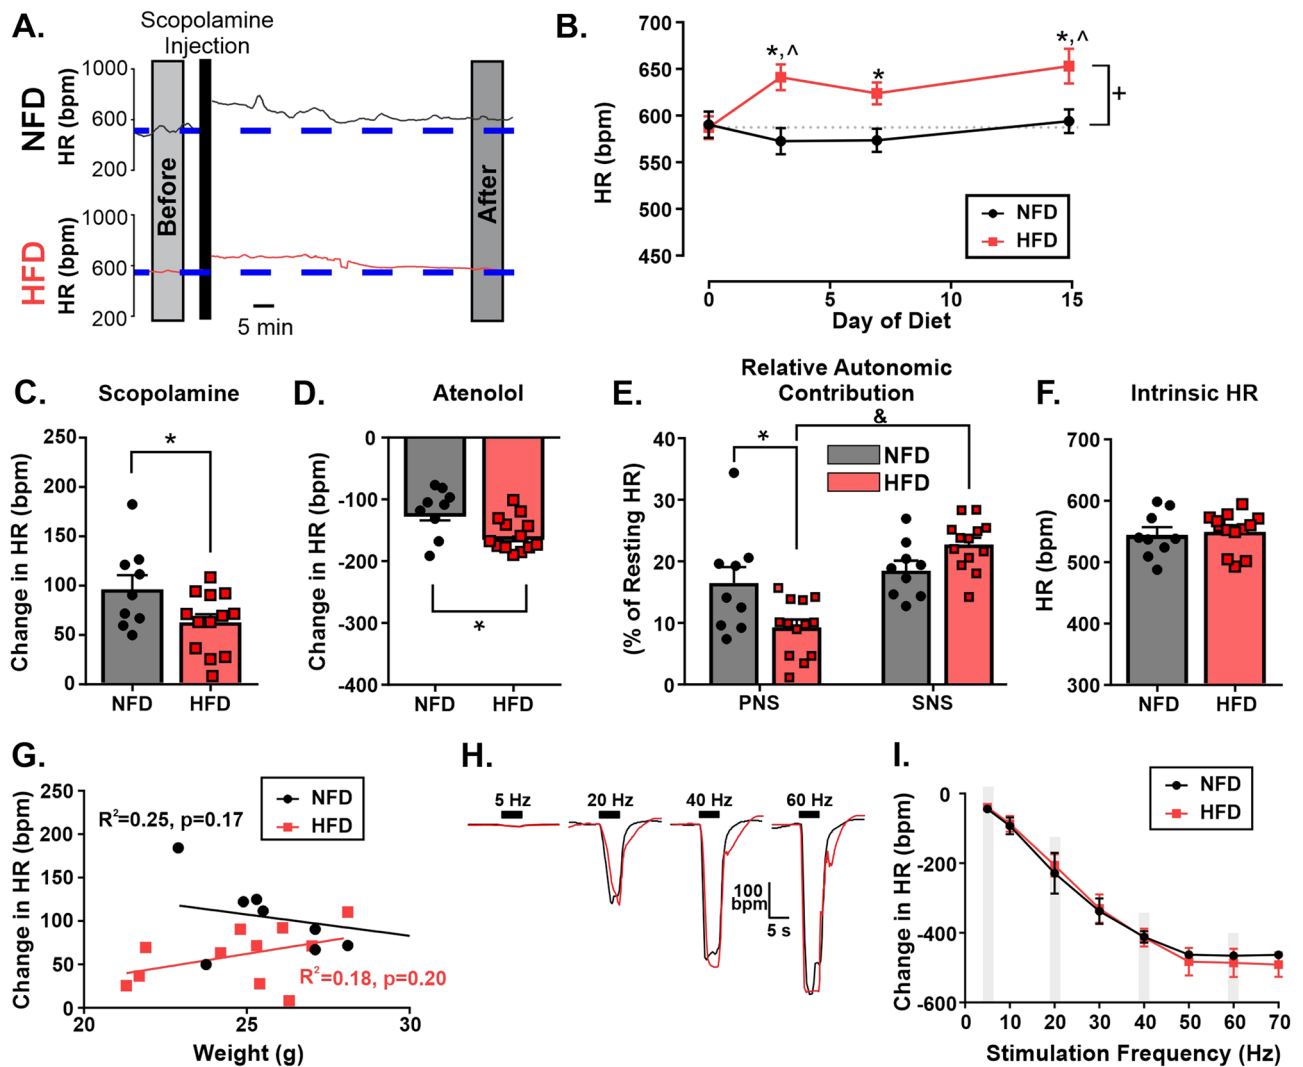 A.
Scopolamine
Injection
NFD
HR (bpm)
1000
600
200
HFD
HR (bpm)
1000
600
200
Before
After
5 min
B.
HR (bpm)
700
650
600
550
500
450
*,^
*
*,^
+
NFD
HFD
0
5
10
15
Day of Diet
C.
Scopolamine
Change in HR (bpm)
250
200
150
100
50
0
*
NFD
HFD
D.
Atenolol
Change in HR (bpm)
0
-100
-200
-300
-400
*
NFD
HFD
E.
Relative Autonomic
Contribution
(% of Resting HR)
40
30
20
10
0
*
&
NFD
HFD
PNS
SNS
F.
Intrinsic HR
HR (bpm)
700
600
500
400
300
NFD
HFD
G.
Change in HR (bpm)
250
200
150
100
50
0
R²=0.25, p=0.17
NFD
HFD
R²=0.18, p=0.20
20
25
30
Weight (g)
H.
5 Hz
20 Hz
40 Hz
60 Hz
100
bpm
5 s
I.
Change in HR (bpm)
0
-200
-400
-600
NFD
HFD
0
10
20
30
40
50
60
70
Stimulation Frequency (Hz)